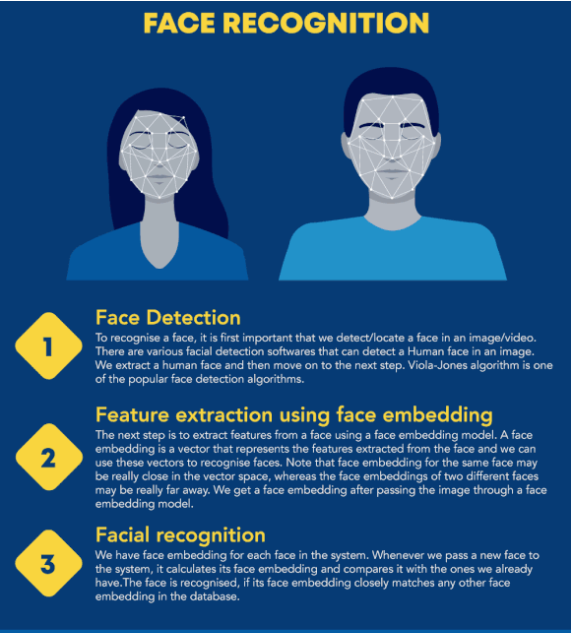 FACE RECOGNITION
1
Face Detection
To recognise a face, it is first important that we detect/locate a face in an image/video.
There are various facial detection softwares that can detect a Human face in an image.
We extract a human face and then move on to the next step. Viola-Jones algorithm is one
of the popular face detection algorithms.
2
Feature extraction using face embedding
The next step is to extract features from a face using a face embedding model. A face
embedding is a vector that represents the features extracted from the face and we can
use these vectors to recognise faces. Note that face embedding for the same face may
be really close in the vector space, whereas the face embeddings of two different faces
may be really far away. We get a face embedding after passing the image through a face
embedding model.
3
Facial recognition
We have face embedding for each face in the system. Whenever we pass a new face to
the system, it calculates its face embedding and compares it with the ones we already
have.The face is recognised, if its face embedding closely matches any other face
embedding in the database.